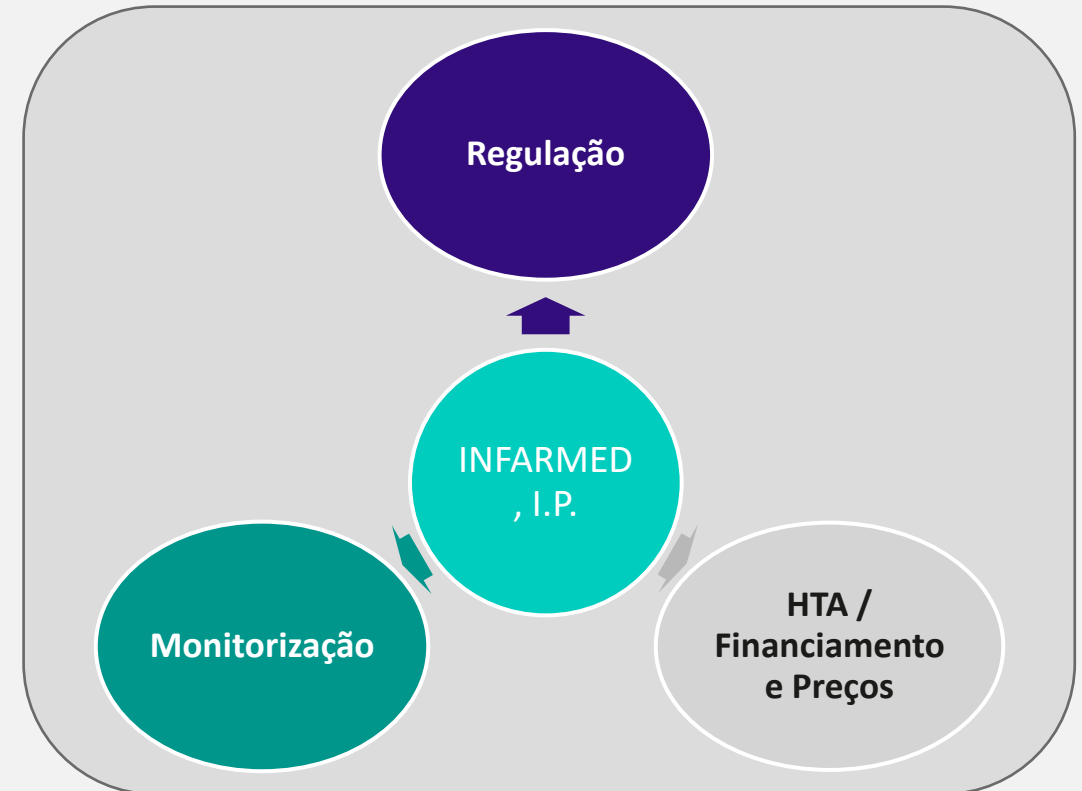 Regulação
INFARMED
, I.P.
Monitorização
HTA /
Financiamento
e Preços